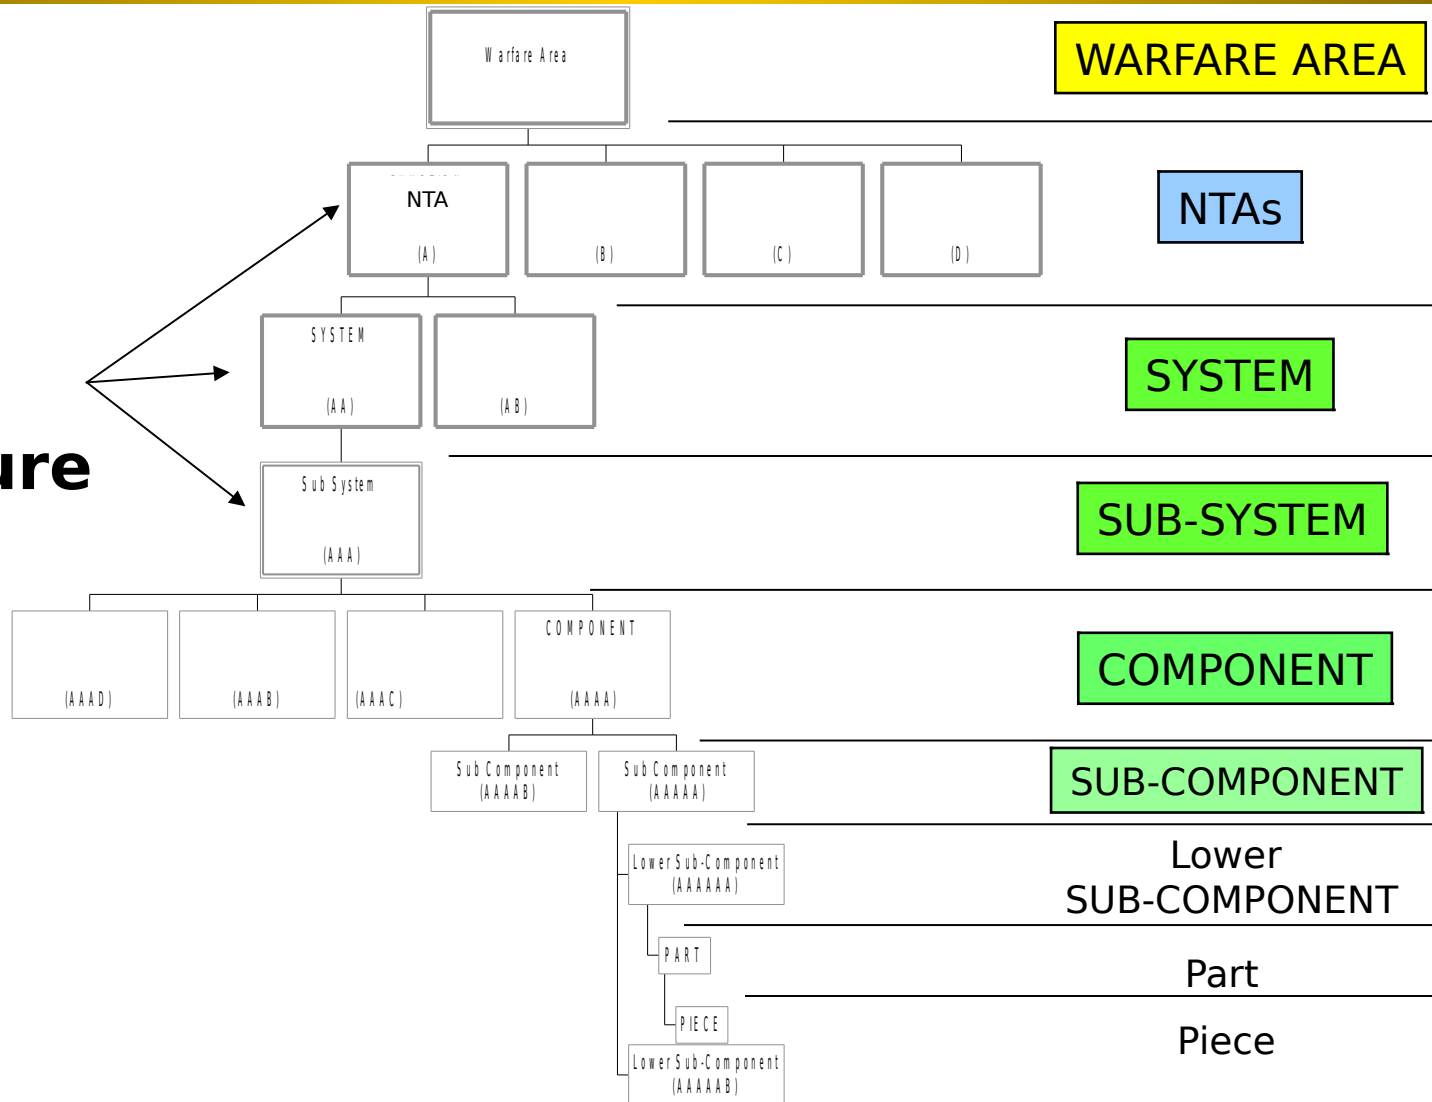 Warfare Area
WARFARE AREA
NTA
(A)
(B)
(C)
(D)
NTAs
SYSTEM
(AA)
(AB)
SYSTEM
ure
Sub System
(AAA)
SUB-SYSTEM
COMPONENT
(AAAD)
(AAAB)
(AAAC)
(AAAA)
COMPONENT
Sub Component
(AAAAB)
Sub Component
(AAAAA)
SUB-COMPONENT
Lower Sub-Component
(AAAAAA)
Lower
SUB-COMPONENT
PART
Part
PIECE
Piece
Lower Sub-Component
(AAAAAB)